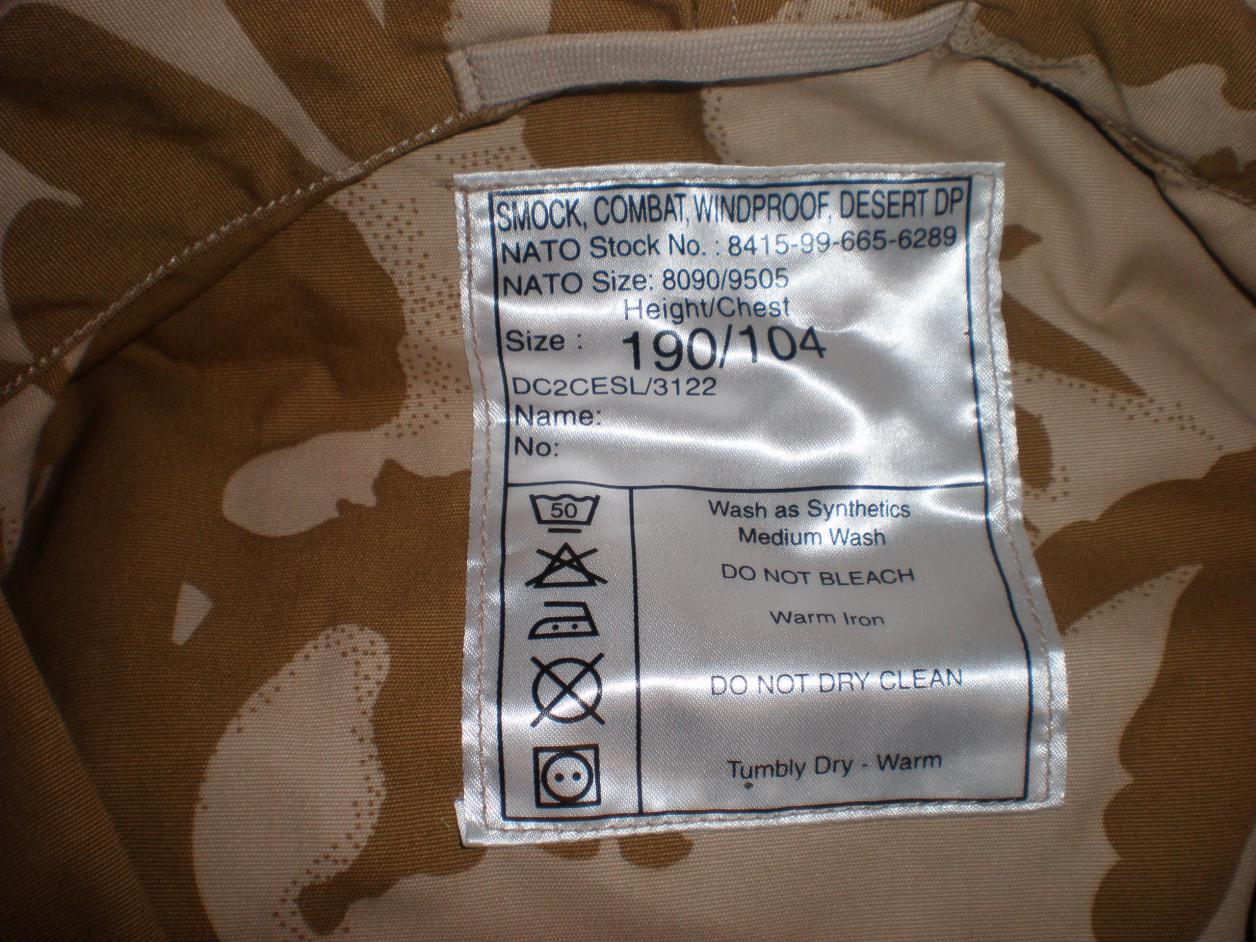 SMOCK, COMBAT, WINDPROOF, DESERT DP
NATO Stock No. : 8415-99-665-6289
NATO Size: 8090/9505
Height/Chest
Size : 190/104
DC2CESL/3122
Name:
No:
50
Wash as Synthetics
Medium Wash
DO NOT BLEACH
Warm Iron
DO NOT DRY CLEAN
Tumbly Dry - Warm